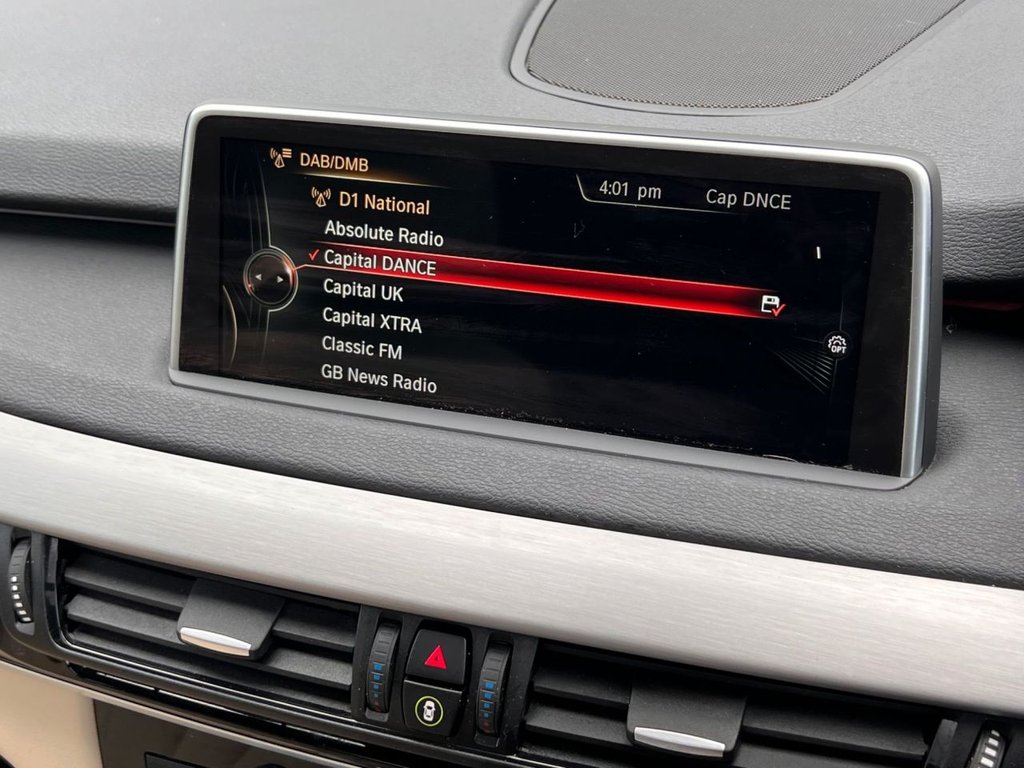 DAB/DMB
4:01 pm Cap DNCE
D1 National
Absolute Radio
Capital DANCE
Capital UK
Capital XTRA
Classic FM
GB News Radio
OPT